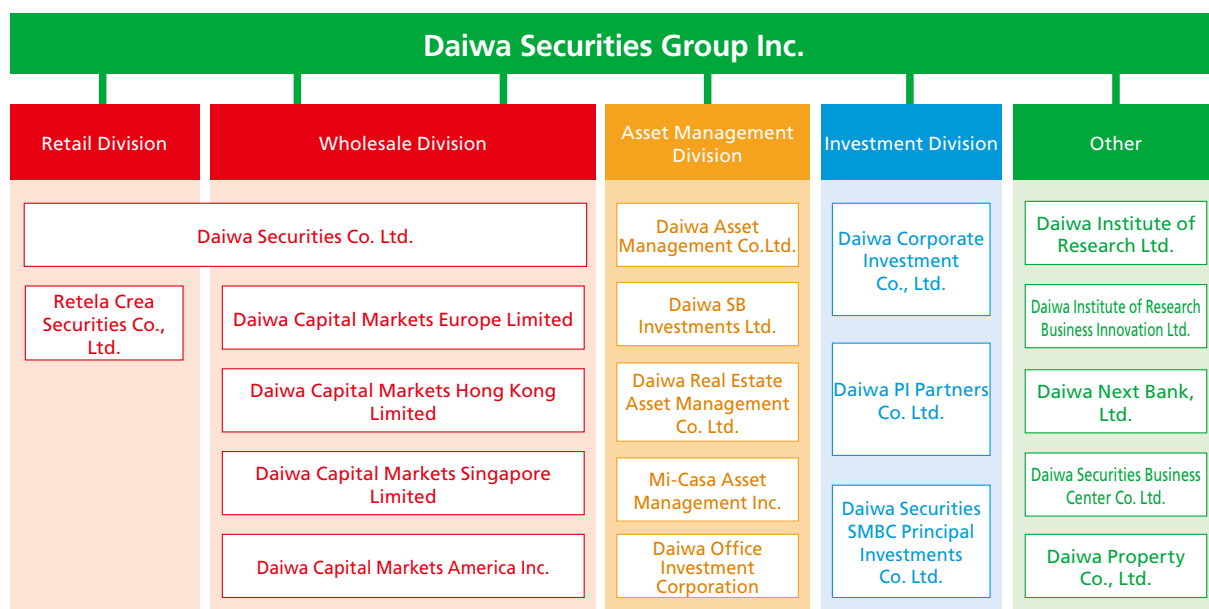 Daiwa Securities Group Inc.
Retail Division
Wholesale Division
Asset Management
Division
Investment Division
Other
Daiwa Securities Co. Ltd.
Retela Crea
Securities Co.,
Ltd.
Daiwa Capital Markets Europe Limited
Daiwa Capital Markets Hong Kong
Limited
Daiwa Capital Markets Singapore
Limited
Daiwa Capital Markets America Inc.
Daiwa Asset
Management Co.Ltd.
Daiwa SB
Investments Ltd.
Daiwa Real Estate
Asset Management
Co. Ltd.
Mi-Casa Asset
Management Inc.
Daiwa Office
Investment
Corporation
Daiwa Corporate
Investment
Co., Ltd.
Daiwa PI Partners
Co. Ltd.
Daiwa Securities
SMBC Principal
Investments
Co. Ltd.
Daiwa Institute of
Research Ltd.
Daiwa Institute of Research
Business Innovation Ltd.
Daiwa Next Bank,
Ltd.
Daiwa Securities Business
Center Co. Ltd.
Daiwa Property
Co., Ltd.